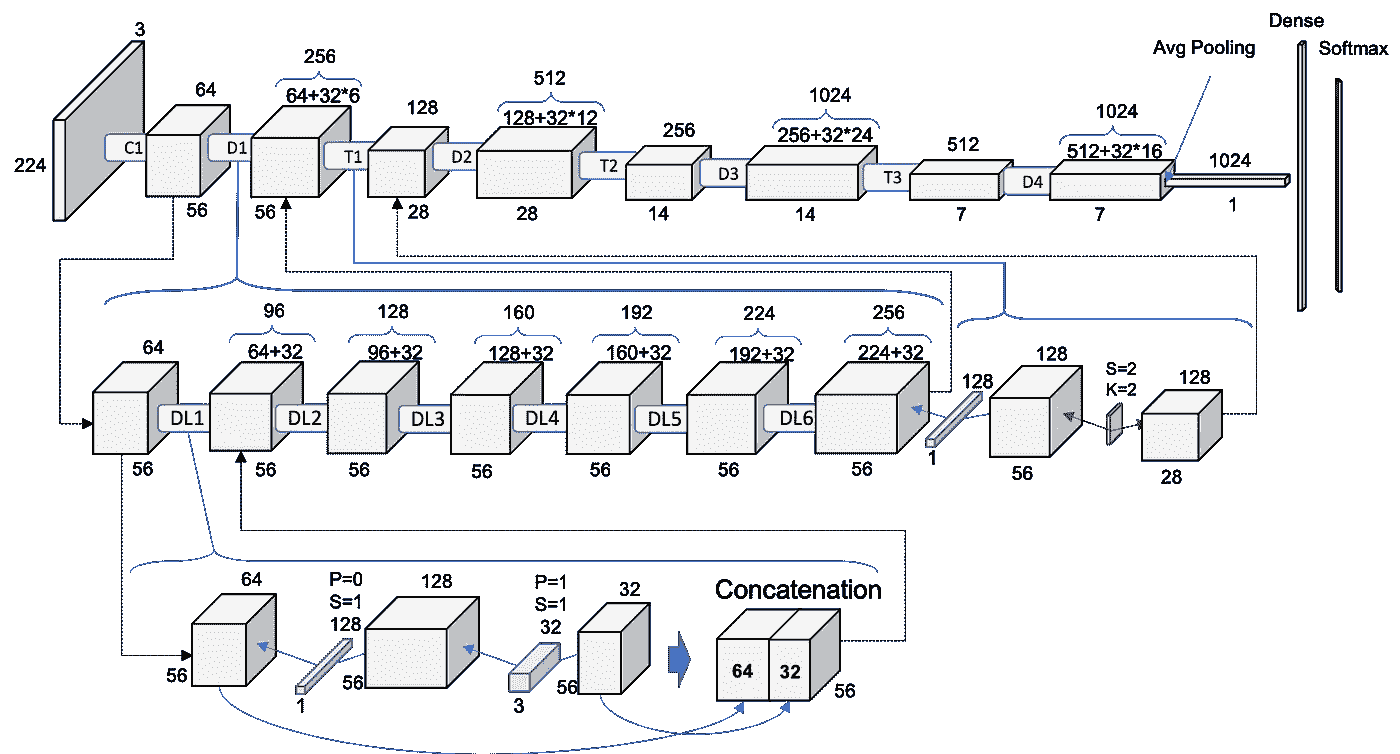 Dense
3
Avg Pooling
Softmax
256
64
64+32*6
512
128
128+32*12
1024
256
256+32*24
1024
512
512+32*16
1024
224
C1
D1
T1
D2
T2
D3
T3
D4
56
56
28
28
14
14
7
7
1
96
128
160
192
224
256
64
64+32
96+32
128+32
160+32
192+32
224+32
128
128
S=2
K=2
128
DL1
DL2
DL3
DL4
DL5
DL6
56
56
56
56
56
56
56
1
56
28
64
P=0
S=1
128
128
P=1
S=1
32
32
Concatenation
64
32
56
1
56
3
56
56